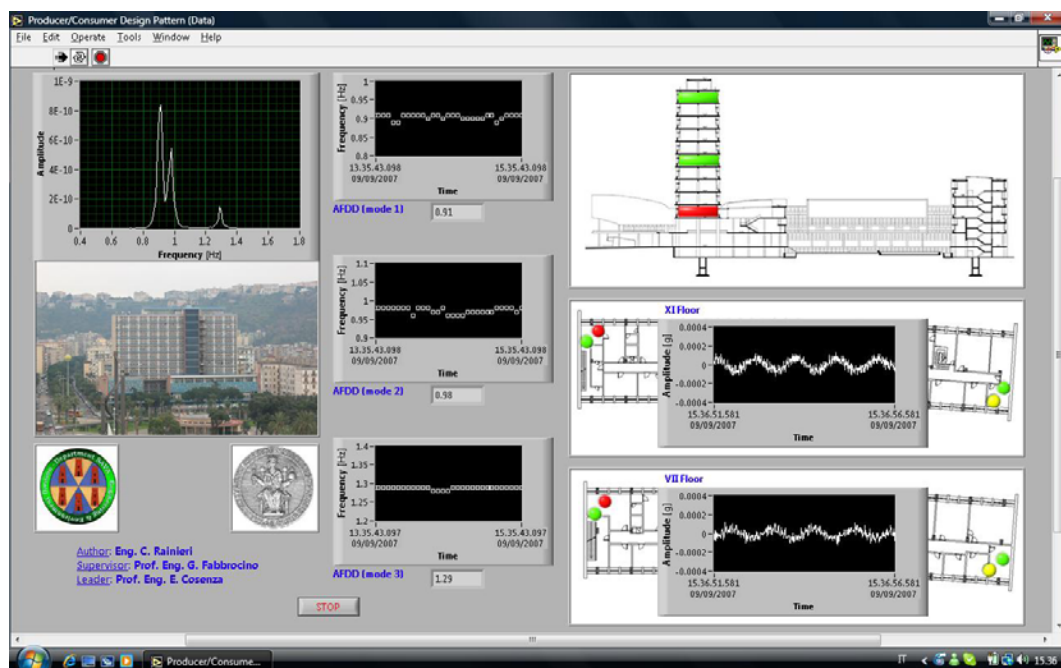 Producer/Consumer Design Pattern (Data)
File Edit Operate Tools Window Help
1E-9
8E-10
6E-10
4E-10
2E-10
0
Amplitude
0.4 0.6 0.8 1 1.2 1.4 1.6 1.8
Frequency [Hz]
1
0.95
0.9
0.85
0.8
Frequency [Hz]
13.35.43.098 15.35.43.098
09/09/2007 09/09/2007
Time
AFDD (mode 1) 0.91
1.1
1.05
1
0.95
0.9
Frequency [Hz]
13.35.43.098 15.35.43.098
09/09/2007 09/09/2007
Time
AFDD (mode 2) 0.98
1.4
1.35
1.3
1.25
1.2
Frequency [Hz]
13.35.43.097 15.35.43.097
09/09/2007 09/09/2007
Time
AFDD (mode 3) 1.29
XI Floor
0.0004
0.0002
0
-0.0002
-0.0004
Amplitude [g]
15.36.51.581 15.36.56.581
09/09/2007 09/09/2007
Time
VII Floor
0.0004
0.0002
0
-0.0002
-0.0004
Amplitude [g]
15.36.51.581 15.36.56.581
09/09/2007 09/09/2007
Time
Author: Eng. C. Rainieri
Supervisor: Prof. Eng. G. Fabbrocino
Leader: Prof. Eng. E. Cosenza
STOP
Producer/Consume...
IT
15.36